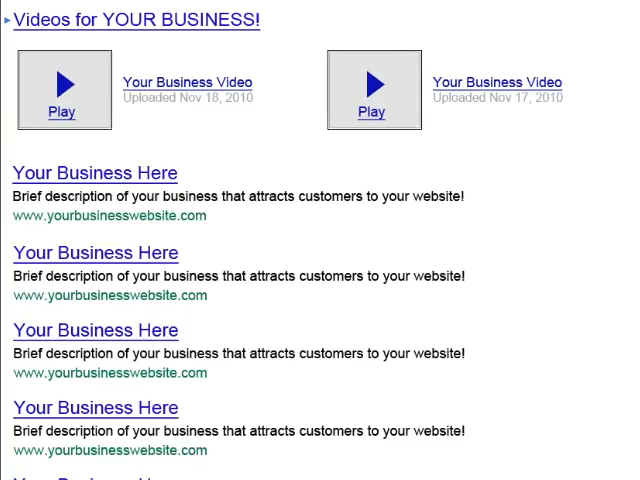 Videos for YOUR BUSINESS!
Your Business Video Your Business Video
Uploaded Nov 18, 2010 Uploaded Nov 17, 2010
Play Play
Your Business Here
Brief description of your business that attracts customers to your website!
www.yourbusinesswebsite.com
Your Business Here
Brief description of your business that attracts customers to your website!
www.yourbusinesswebsite.com
Your Business Here
Brief description of your business that attracts customers to your website!
www.yourbusinesswebsite.com
Your Business Here
Brief description of your business that attracts customers to your website!
www.yourbusinesswebsite.com